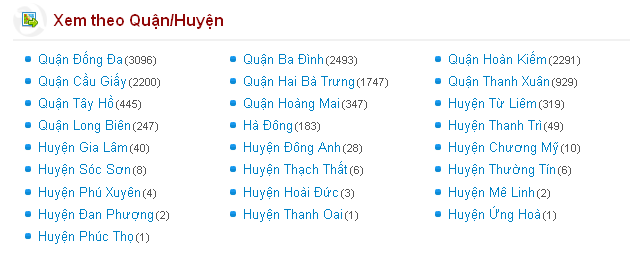 Xem theo Quận/Huyện
Quận Đống Đa(3096) Quận Ba Đình(2493) Quận Hoàn Kiếm(2291)
Quận Cầu Giấy(2200) Quận Hai Bà Trưng(1747) Quận Thanh Xuân(929)
Quận Tây Hồ(445) Quận Hoàng Mai(347) Huyện Từ Liêm(319)
Quận Long Biên(247) Hà Đông(183) Huyện Thanh Trì(49)
Huyện Gia Lâm(40) Huyện Đông Anh(28) Huyện Chương Mỹ(10)
Huyện Sóc Sơn(8) Huyện Thạch Thất(6) Huyện Thường Tín(6)
Huyện Phú Xuyên(4) Huyện Hoài Đức(3) Huyện Mê Linh(2)
Huyện Đan Phượng(2) Huyện Thanh Oai(1) Huyện Ứng Hoà(1)
Huyện Phúc Thọ(1)